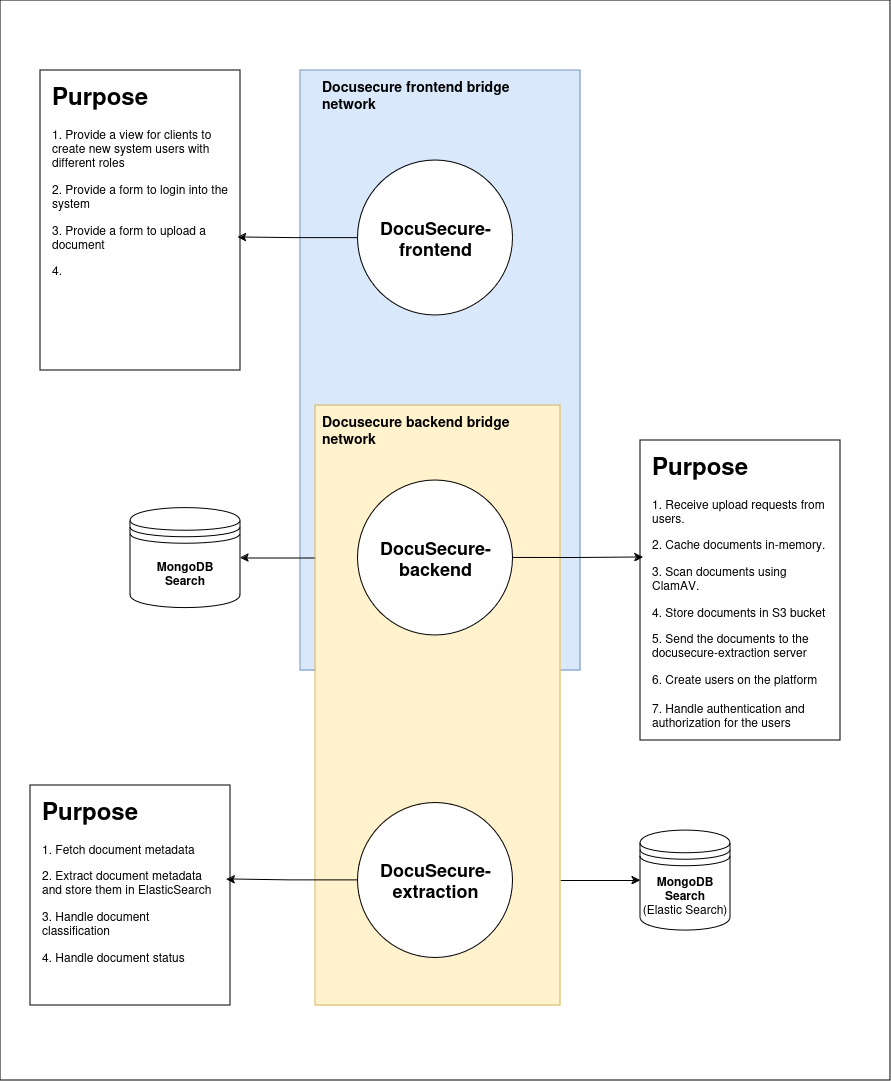 Purpose
1. Provide a view for clients to
create new system users with
different roles
2. Provide a form to login into the
system
3. Provide a form to upload a
document
4.
Docusecure frontend bridge
network
DocuSecure-
frontend
Docusecure backend bridge
network
DocuSecure-
backend
MongoDB
Search
Purpose
1. Receive upload requests from
users.
2. Cache documents in-memory.
3. Scan documents using
ClamAV.
4. Store documents in S3 bucket
5. Send the documents to the
docusecure-extraction server
6. Create users on the platform
7. Handle authentication and
authorization for the users
Purpose
1. Fetch document metadata
2. Extract document metadata
and store them in ElasticSearch
3. Handle document
classification
4. Handle document status
DocuSecure-
extraction
MongoDB
Search
(Elastic Search)